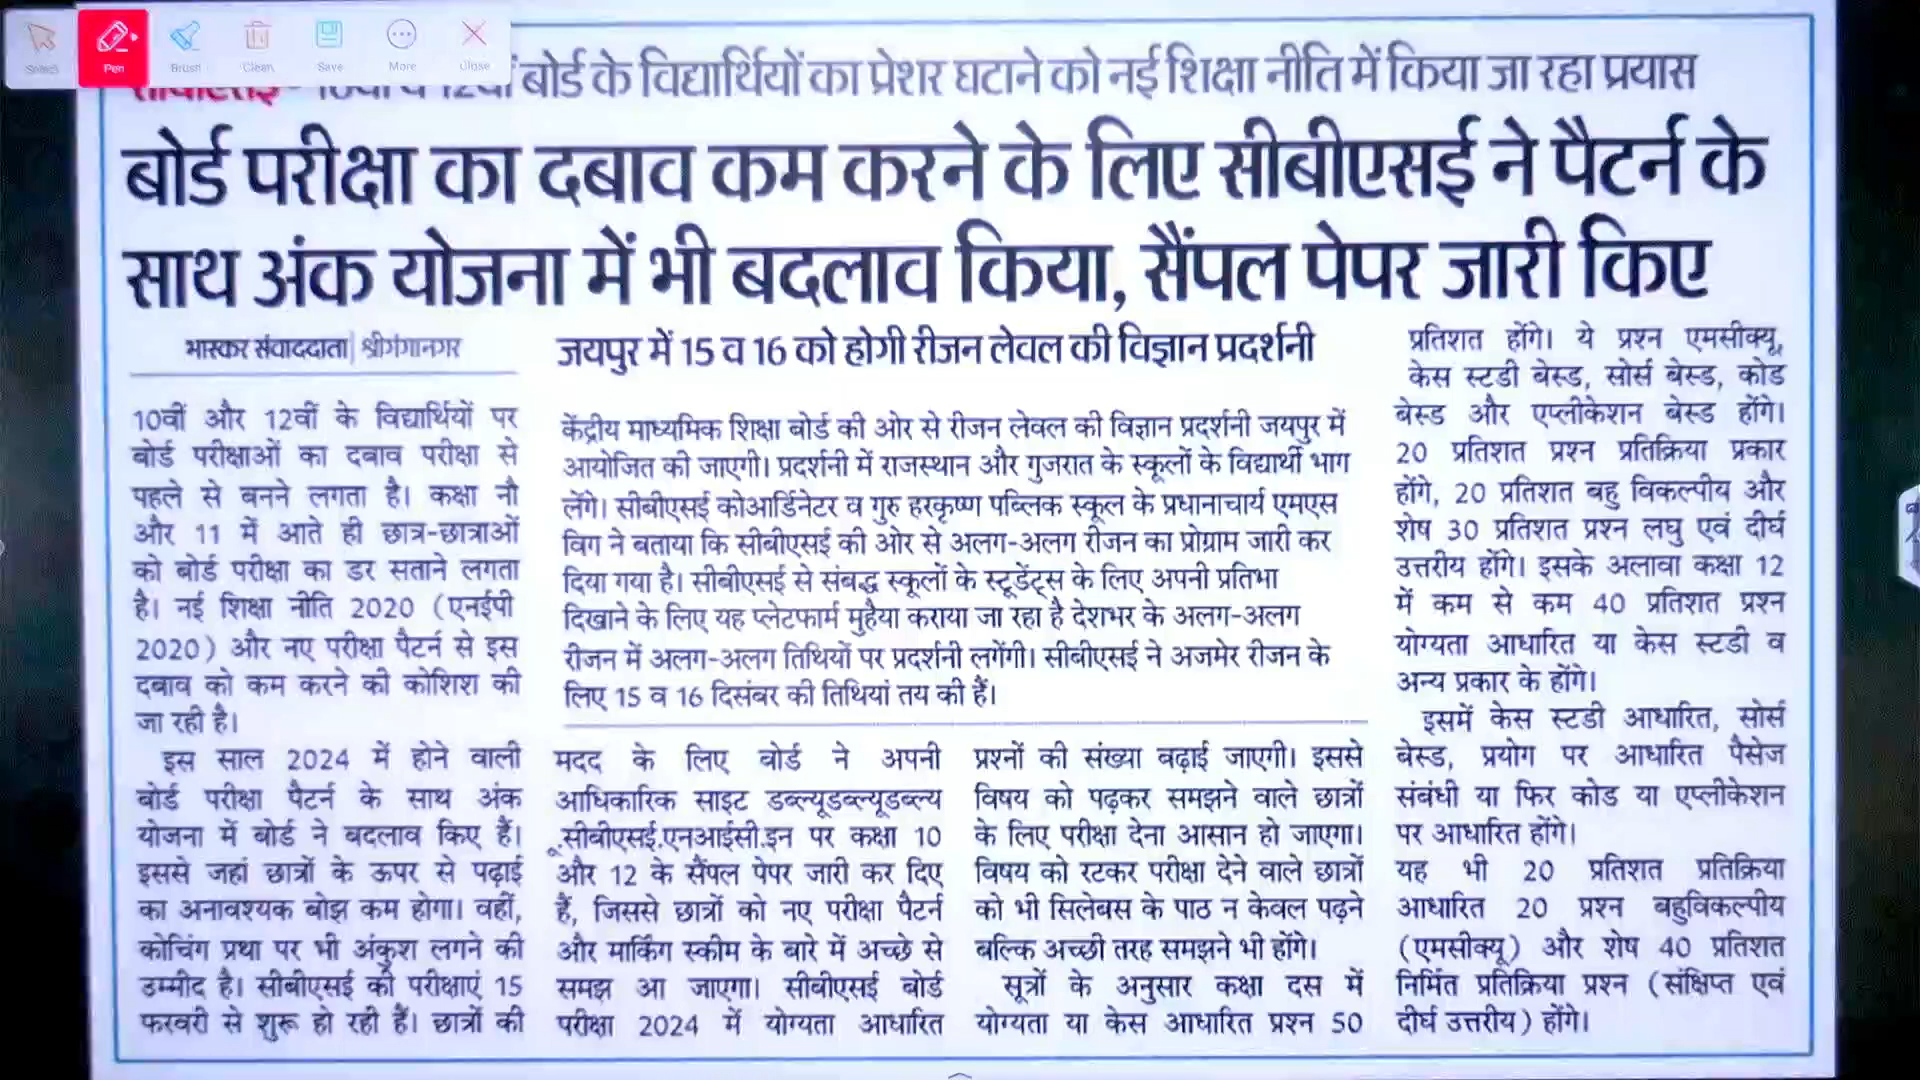 Select Pen Brush Clean Save More Close
बोर्ड के विद्यार्थियों का प्रेशर घटाने को नई शिक्षा नीति में किया जा रहा प्रयास
बोर्ड परीक्षा का दबाव कम करने के लिए सीबीएसई ने पैटर्न के
साथ अंक योजना में भी बदलाव किया, सैंपल पेपर जारी किए
भास्कर संवाददाता | श्रीगंगानगर
10वीं और 12वीं के विद्यार्थियों पर
बोर्ड परीक्षाओं का दबाव परीक्षा से
पहले से बनने लगता है। कक्षा नौ
और 11 में आते ही छात्र-छात्राओं
को बोर्ड परीक्षा का डर सताने लगता
है। नई शिक्षा नीति 2020 (एनईपी
2020) और नए परीक्षा पैटर्न से इस
दबाव को कम करने की कोशिश की
जा रही है।
इस साल 2024 में होने वाली
बोर्ड परीक्षा पैटर्न के साथ अंक
योजना में बोर्ड ने बदलाव किए हैं।
इससे जहां छात्रों के ऊपर से पढ़ाई
का अनावश्यक बोझ कम होगा। वहीं,
कोचिंग प्रथा पर भी अंकुश लगने की
उम्मीद है। सीबीएसई की परीक्षाएं 15
फरवरी से शुरू हो रही हैं। छात्रों की
जयपुर में 15 व 16 को होगी रीजन लेवल की विज्ञान प्रदर्शनी
केंद्रीय माध्यमिक शिक्षा बोर्ड की ओर से रीजन लेवल की विज्ञान प्रदर्शनी जयपुर में
आयोजित की जाएगी। प्रदर्शनी में राजस्थान और गुजरात के स्कूलों के विद्यार्थी भाग
लेंगे। सीबीएसई कोआर्डिनेटर व गुरु हरकृष्ण पब्लिक स्कूल के प्रधानाचार्य एमएस
विग ने बताया कि सीबीएसई की ओर से अलग-अलग रीजन का प्रोग्राम जारी कर
दिया गया है। सीबीएसई से संबद्ध स्कूलों के स्टूडेंट्स के लिए अपनी प्रतिभा
दिखाने के लिए यह प्लेटफार्म मुहैया कराया जा रहा है देशभर के अलग-अलग
रीजन में अलग-अलग तिथियों पर प्रदर्शनी लगेंगी। सीबीएसई ने अजमेर रीजन के
लिए 15 व 16 दिसंबर की तिथियां तय की हैं।
मदद के लिए बोर्ड ने अपनी
आधिकारिक साइट डब्ल्यूडब्ल्यूडब्ल्य
ू.सीबीएसई.एनआईसी.इन पर कक्षा 10
और 12 के सैंपल पेपर जारी कर दिए
हैं, जिससे छात्रों को नए परीक्षा पैटर्न
और मार्किंग स्कीम के बारे में अच्छे से
समझ आ जाएगा। सीबीएसई बोर्ड
परीक्षा 2024 में योग्यता आधारित
प्रश्नों की संख्या बढ़ाई जाएगी। इससे
विषय को पढ़कर समझने वाले छात्रों
के लिए परीक्षा देना आसान हो जाएगा।
विषय को रटकर परीक्षा देने वाले छात्रों
को भी सिलेबस के पाठ न केवल पढ़ने
बल्कि अच्छी तरह समझने भी होंगे।
सूत्रों के अनुसार कक्षा दस में
योग्यता या केस आधारित प्रश्न 50
प्रतिशत होंगे। ये प्रश्न एमसीक्यू,
केस स्टडी बेस्ड, सोर्स बेस्ड, कोड
बेस्ड और एप्लीकेशन बेस्ड होंगे।
20 प्रतिशत प्रश्न प्रतिक्रिया प्रकार
होंगे, 20 प्रतिशत बहु विकल्पीय और
शेष 30 प्रतिशत प्रश्न लघु एवं दीर्घ
उत्तरीय होंगे। इसके अलावा कक्षा 12
में कम से कम 40 प्रतिशत प्रश्न
योग्यता आधारित या केस स्टडी व
अन्य प्रकार के होंगे।
इसमें केस स्टडी आधारित, सोर्स
बेस्ड, प्रयोग पर आधारित पैसेज
संबंधी या फिर कोड या एप्लीकेशन
पर आधारित होंगे।
यह भी 20 प्रतिशत प्रतिक्रिया
आधारित 20 प्रश्न बहुविकल्पीय
(एमसीक्यू) और शेष 40 प्रतिशत
निर्मित प्रतिक्रिया प्रश्न (संक्षिप्त एवं
दीर्घ उत्तरीय) होंगे।